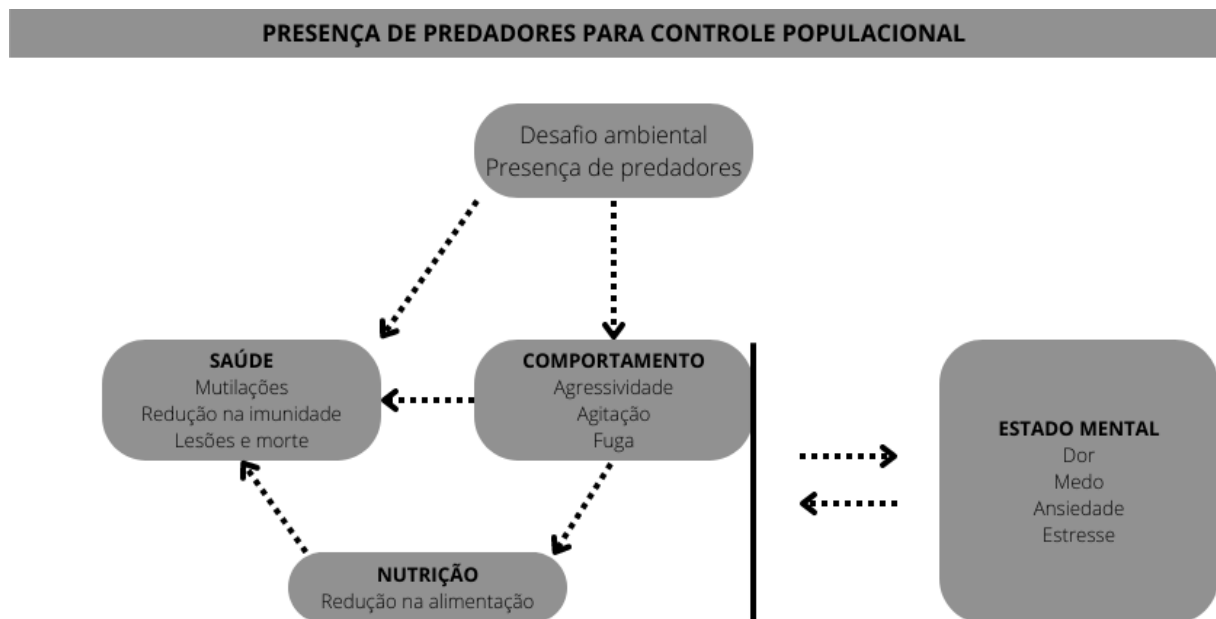 PRESENÇA DE PREDADORES PARA CONTROLE POPULACIONAL
Desafio ambiental
Presença de predadores
SAÚDE
Mutilações
Redução na imunidade
Lesões e morte
COMPORTAMENTO
Agressividade
Agitação
Fuga
ESTADO MENTAL
Dor
Medo
Ansiedade
Estresse
NUTRIÇÃO
Redução na alimentação